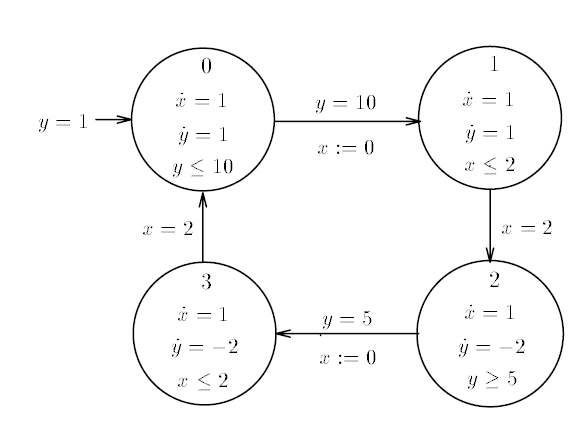 y = 1
0
ẋ = 1
ẏ = 1
y ≤ 10
y = 10
x := 0
1
ẋ = 1
ẏ = 1
x ≤ 2
x = 2
x = 2
3
ẋ = 1
ẏ = −2
x ≤ 2
y = 5
x := 0
2
ẋ = 1
ẏ = −2
y ≥ 5